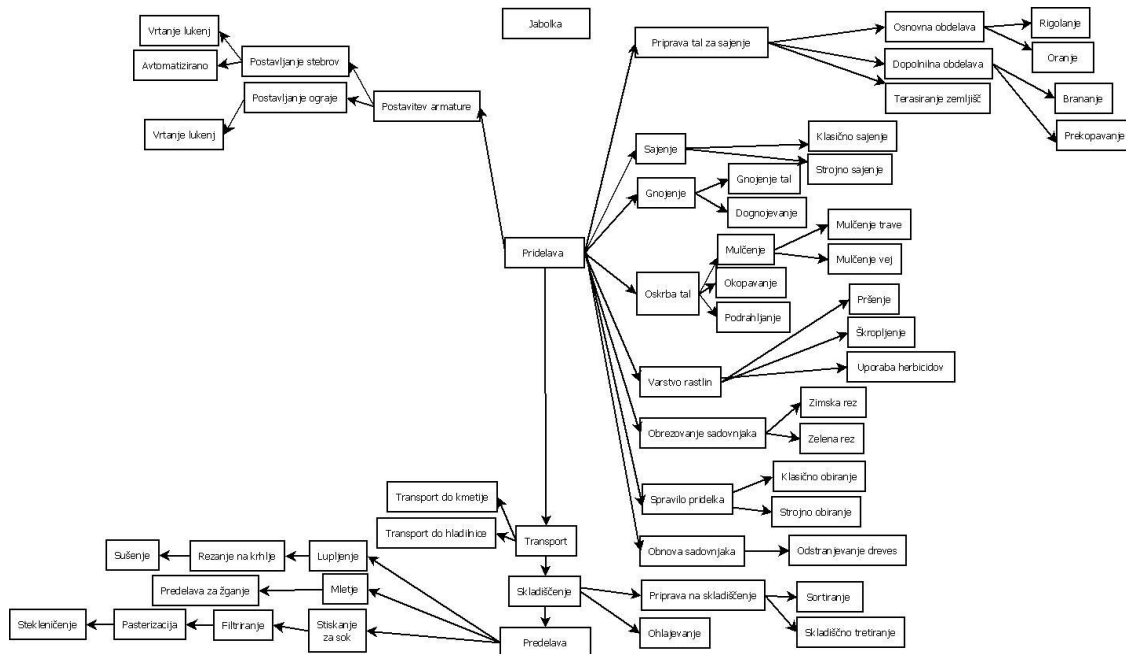 Jabolka
Vrtanje lukenj
Avtomatizirano
Postavljanje stebrov
Postavljanje ograje
Vrtanje lukenj
Postavitev armature
Pridelava
Priprava tal za sajenje
Osnovna obdelava
Rigolanje
Oranje
Dopolnilna obdelava
Brananje
Prekopavanje
Terasiranje zemljišč
Sajenje
Klasično sajenje
Strojno sajenje
Gnojenje
Gnojenje tal
Dognojevanje
Oskrba tal
Mulčenje
Mulčenje trave
Mulčenje vej
Okopavanje
Podrahljanje
Varstvo rastlin
Pršenje
Škropljenje
Uporaba herbicidov
Obrezovanje sadovnjaka
Zimska rez
Zelena rez
Spravilo pridelka
Klasično obiranje
Strojno obiranje
Obnova sadovnjaka
Odstranjevanje dreves
Transport do kmetije
Transport do hladilnice
Transport
Skladiščenje
Priprava na skladiščenje
Sortiranje
Skladiščno tretiranje
Ohlajevanje
Predelava
Lupljenje
Rezanje na krhlje
Sušenje
Mletje
Predelava za žganje
Stiskanje
za sok
Filtriranje
Pasterizacija
Stekleničenje